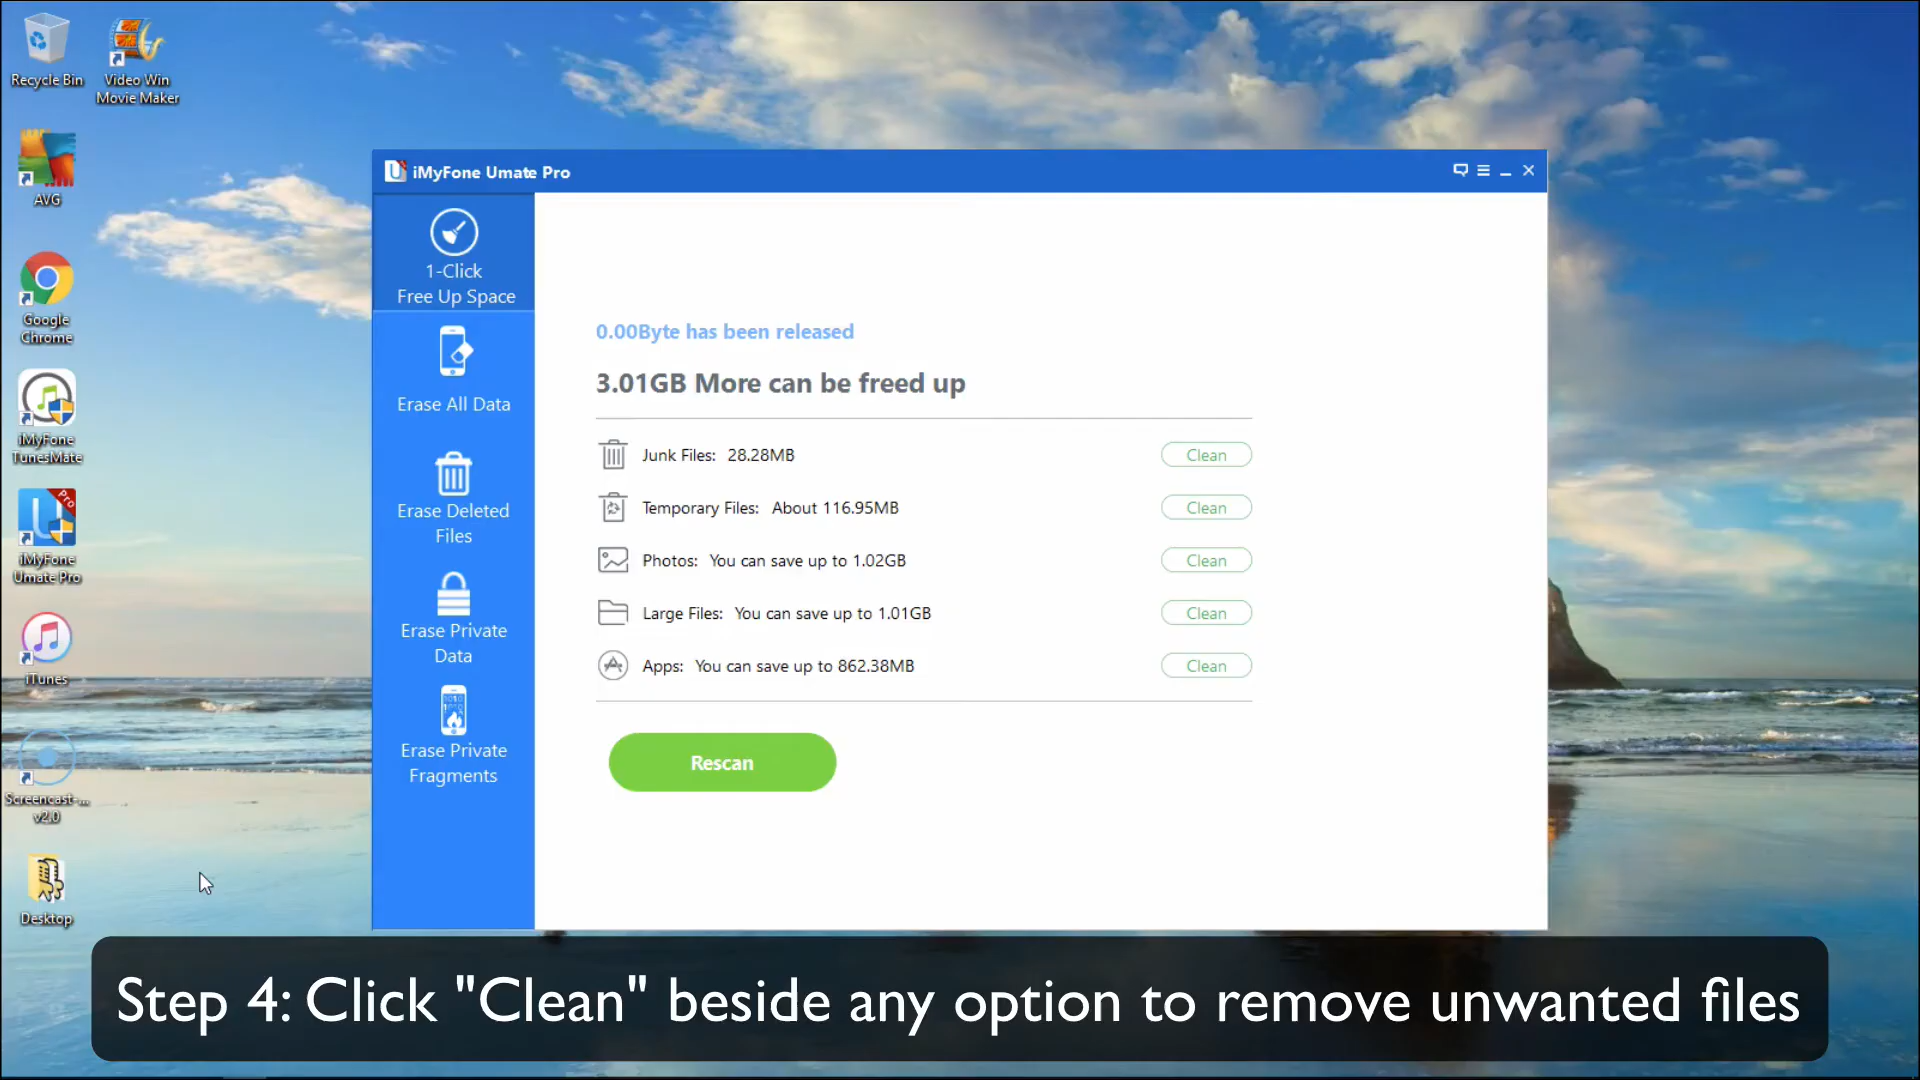 Recycle Bin
Video Win
Movie Maker
AVG
Google
Chrome
iMyFone
TunesMate
Pro
iMyFone
Umate Pro
iTunes
Screencast-...
v2.0
Desktop
iMyFone Umate Pro
1-Click
Free Up Space
Erase All Data
Erase Deleted
Files
Erase Private
Data
Erase Private
Fragments
0.00Byte has been released
3.01GB More can be freed up
Junk Files: 28.28MB Clean
Temporary Files: About 116.95MB Clean
Photos: You can save up to 1.02GB Clean
Large Files: You can save up to 1.01GB Clean
Apps: You can save up to 862.38MB Clean
Rescan
Step 4: Click "Clean" beside any option to remove unwanted files